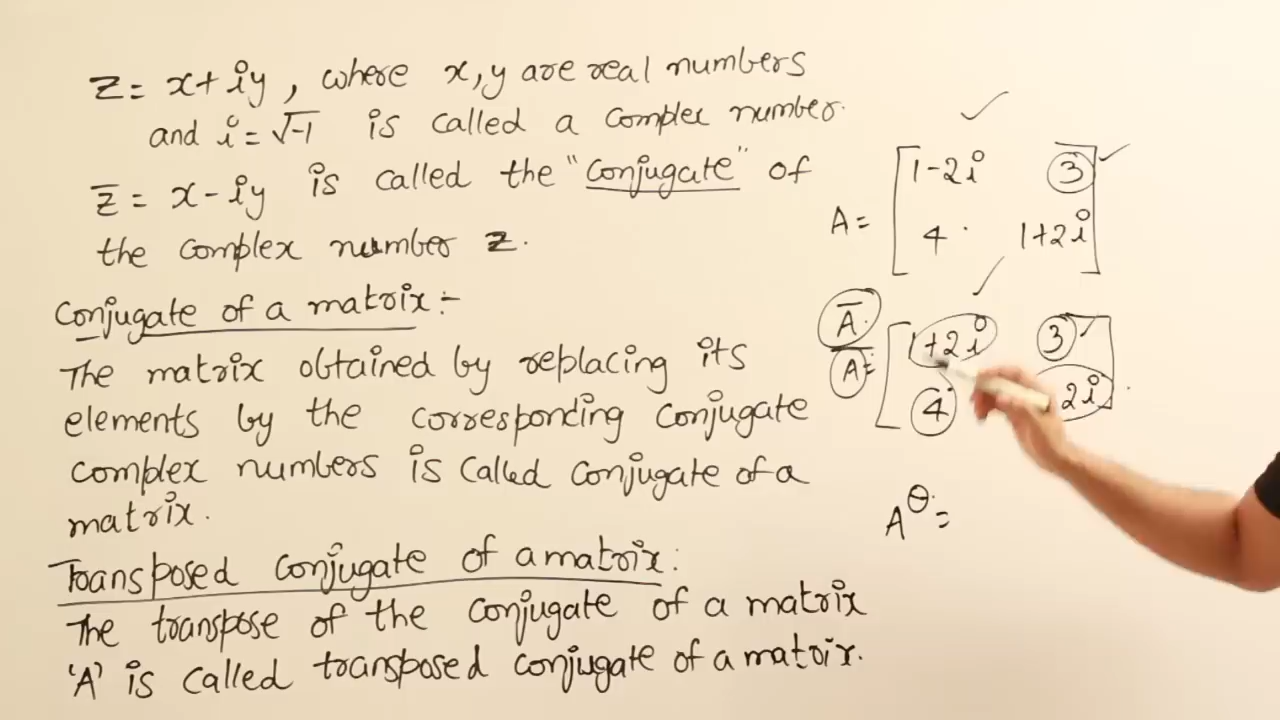 z = x + iy , where x, y are real numbers
and i = √-1 is called a complex number.
z̅ = x - iy is called the "Conjugate" of
the complex number z.
Conjugate of a matrix :-
The matrix obtained by replacing its
elements by the corresponding conjugate
complex numbers is called conjugate of a
matrix.
Transposed conjugate of a matrix :
The transpose of the conjugate of a matrix
'A' is called transposed conjugate of a matrix.
1-2i 3
A =
4 1+2i
A̅
1+2i 3
A̅ =
4 2i
A^θ =